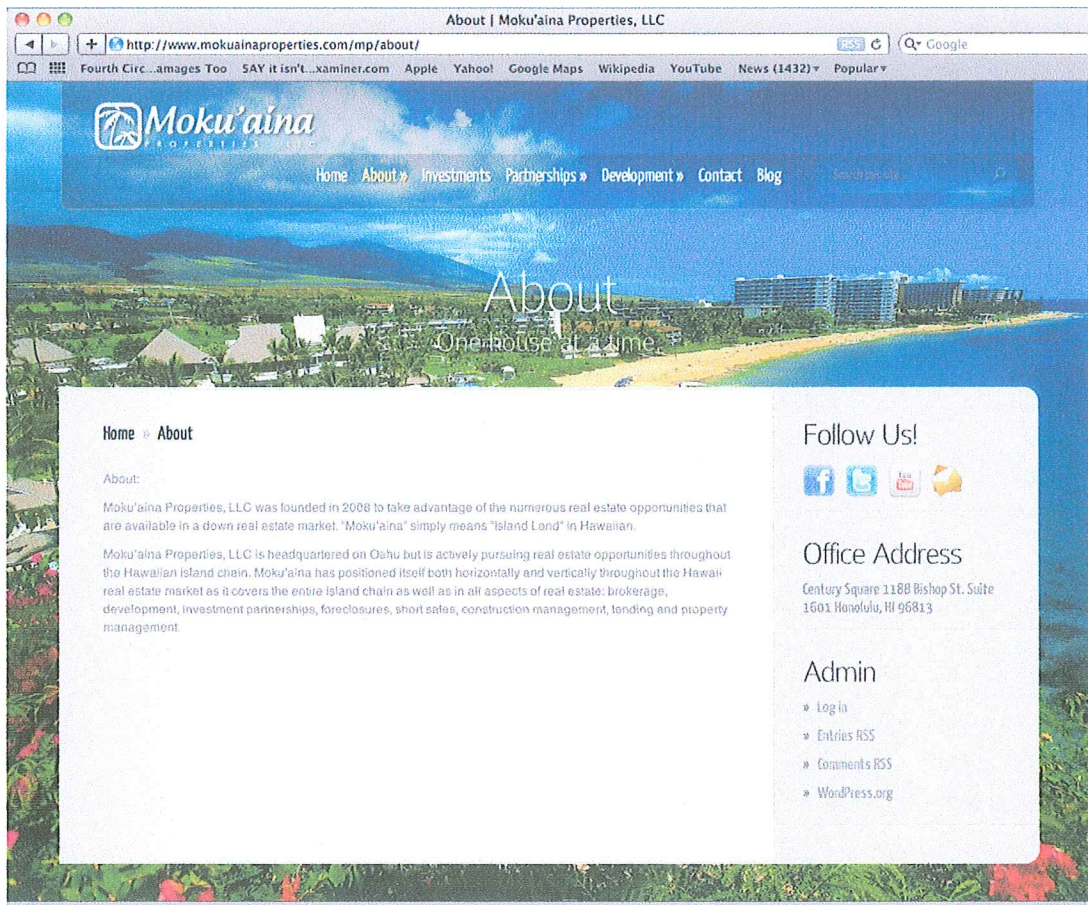 About | Moku'aina Properties, LLC
http://www.mokuainaproperties.com/mp/about/
RSS
Google
Fourth Circ...amages Too SAY it isn't...xaminer.com Apple Yahoo! Google Maps Wikipedia YouTube News (1432) Popular
Moku'aina
PROPERTIES LLC
Home About » Investments Partnerships » Development » Contact Blog
Search this site...
About
One house at a time.
Home » About
About:
Moku'aina Properties, LLC was founded in 2008 to take advantage of the numerous real estate opportunities that
are available in a down real estate market. "Moku'aina" simply means "Island Land" in Hawaiian.
Moku'aina Properties, LLC is headquartered on Oahu but is actively pursuing real estate opportunities throughout
the Hawaiian island chain. Moku'aina has positioned itself both horizontally and vertically throughout the Hawaii
real estate market as it covers the entire island chain as well as in all aspects of real estate: brokerage,
development, investment partnerships, foreclosures, short sales, construction management, lending and property
management.
Follow Us!
You
Tube
Office Address
Century Square 1188 Bishop St. Suite
1601 Honolulu, HI 96813
Admin
» Log in
» Entries RSS
» Comments RSS
» WordPress.org